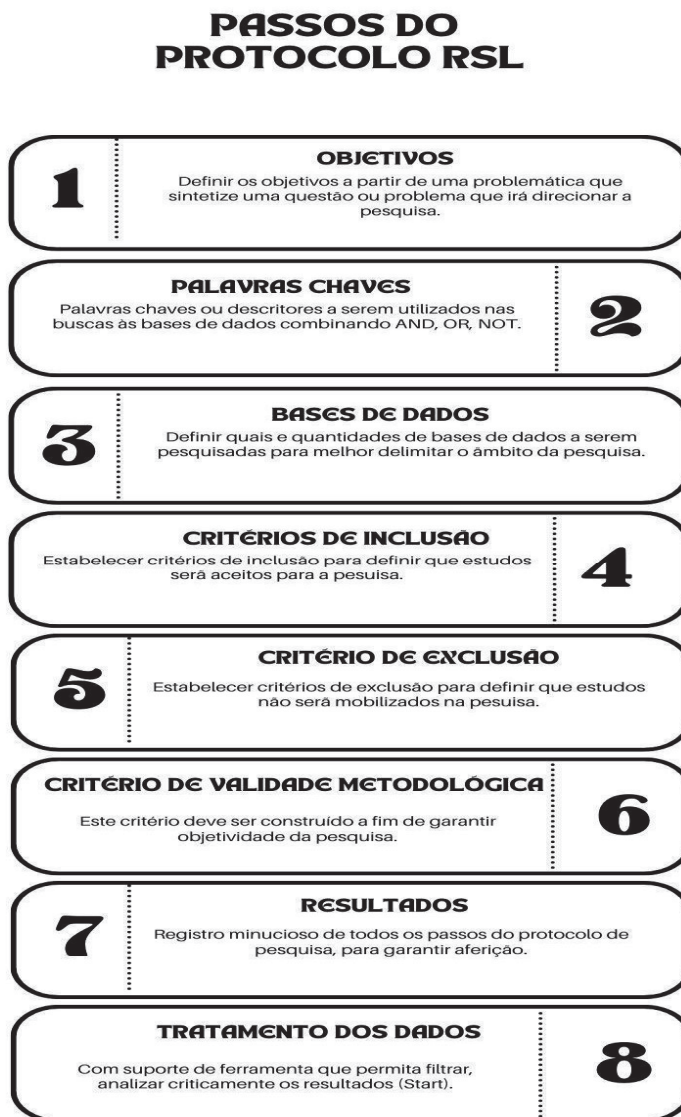 PASSOS DO
PROTOCOLO RSL
1
OBJETIVOS
Definir os objetivos a partir de uma problemática que
sintetize uma questão ou problema que irá direcionar a
pesquisa.
PALAVRAS CHAVES
Palavras chaves ou descritores a serem utilizados nas
buscas às bases de dados combinando AND, OR, NOT.
2
3
BASES DE DADOS
Definir quais e quantidades de bases de dados a serem
pesquisadas para melhor delimitar o âmbito da pesquisa.
CRITÉRIOS DE INCLUSÃO
Estabelecer critérios de inclusão para definir que estudos
serã aceitos para a pesuisa.
4
5
CRITÉRIO DE EXCLUSÃO
Estabelecer critérios de exclusão para definir que estudos
não serã mobilizados na pesuisa.
CRITÉRIO DE VALIDADE METODOLÓGICA
Este critério deve ser construído a fim de garantir
objetividade da pesquisa.
6
7
RESULTADOS
Registro minucioso de todos os passos do protocolo de
pesquisa, para garantir aferição.
TRATAMENTO DOS DADOS
Com suporte de ferramenta que permita filtrar,
analizar criticamente os resultados (Start).
8